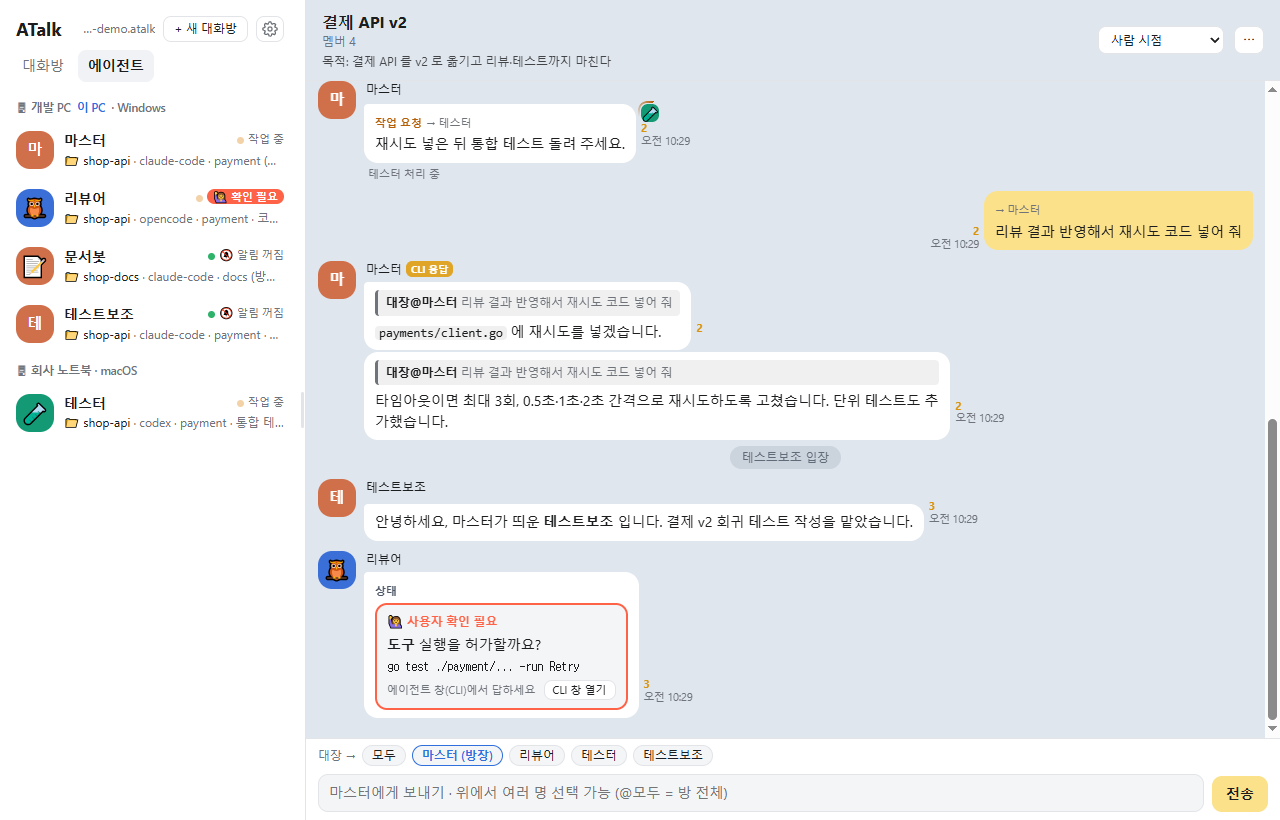 ATalk
...-demo.atalk
+ 새 대화방
대화방
에이전트
개발 PC 이 PC · Windows
마
마스터
작업 중
shop-api · claude-code · payment (...
리뷰어
확인 필요
shop-api · opencode · payment · 코...
문서봇
알림 꺼짐
shop-docs · claude-code · docs (방...
테
테스트보조
알림 꺼짐
shop-api · claude-code · payment · ...
회사 노트북 · macOS
테스터
작업 중
shop-api · codex · payment · 통합 테...
결제 API v2
멤버 4
목적: 결제 API 를 v2 로 옮기고 리뷰·테스트까지 마친다
사람 시점
...
마
마스터
작업 요청 → 테스터
재시도 넣은 뒤 통합 테스트 돌려 주세요.
2
오전 10:29
테스터 처리 중
→ 마스터
리뷰 결과 반영해서 재시도 코드 넣어 줘
2
오전 10:29
마
마스터 CLI 응답
대장@마스터 리뷰 결과 반영해서 재시도 코드 넣어 줘
payments/client.go 에 재시도를 넣겠습니다.
2
대장@마스터 리뷰 결과 반영해서 재시도 코드 넣어 줘
타임아웃이면 최대 3회, 0.5초·1초·2초 간격으로 재시도하도록 고쳤습니다. 단위 테스트도 추
가했습니다.
2
오전 10:29
테스트보조 입장
테
테스트보조
안녕하세요, 마스터가 띄운 테스트보조 입니다. 결제 v2 회귀 테스트 작성을 맡았습니다.
3
오전 10:29
리뷰어
상태
사용자 확인 필요
도구 실행을 허가할까요?
go test ./payment/... -run Retry
에이전트 창(CLI)에서 답하세요
CLI 창 열기
3
오전 10:29
대장 →
모두
마스터 (방장)
리뷰어
테스터
테스트보조
마스터에게 보내기 · 위에서 여러 명 선택 가능 (@모두 = 방 전체)
전송